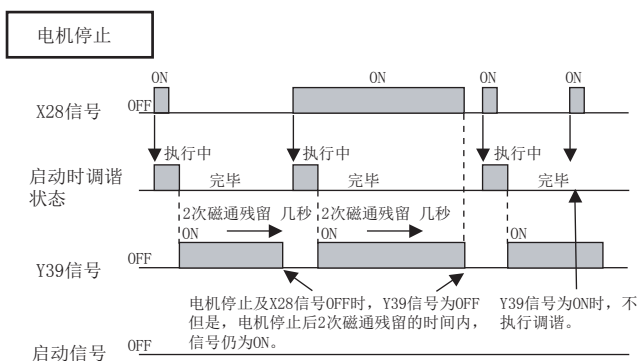 电机停止
ON ON ON ON
X28信号 OFF
执行中 执行中 执行中
启动时调谐 完毕 完毕 完毕
状态
2次磁通残留 几秒 2次磁通残留 几秒
ON ON ON
Y39信号 OFF
电机停止及X28信号OFF时，Y39信号为OFF
但是，电机停止后2次磁通残留的时间内，
信号仍为ON。
Y39信号为ON时，不
执行调谐。
启动信号 OFF